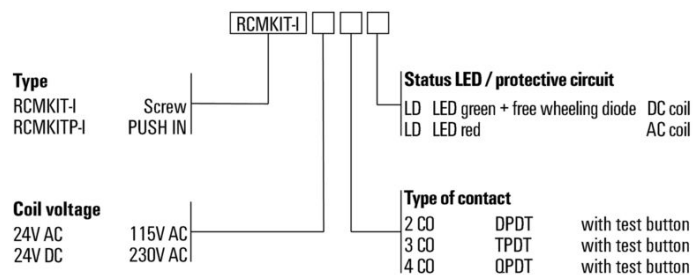 RCMKIT-I
Type
RCMKIT-I Screw
RCMKITP-I PUSH IN
Status LED / protective circuit
LD LED green + free wheeling diode DC coil
LD LED red AC coil
Coil voltage
24V AC 115V AC
24V DC 230V AC
Type of contact
2 CO DPDT with test button
3 CO TPDT with test button
4 CO QPDT with test button